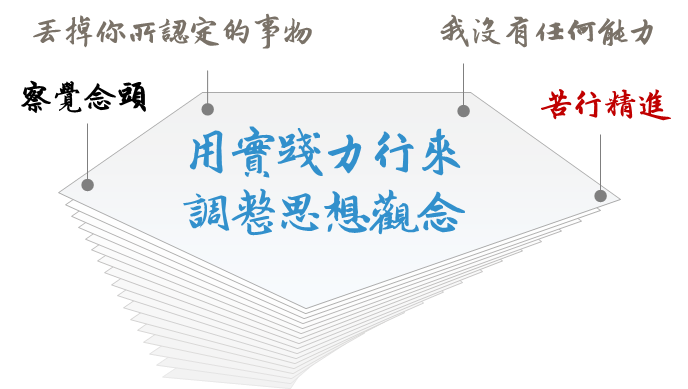 丟掉你所認定的事物
我沒有任何能力
察覺念頭
苦行精進
用實踐力行來
調整思想觀念